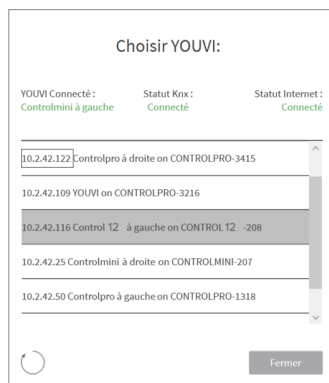 Choisir YOUVI:
YOUVI Connecté : Statut Knx : Statut Internet :
Controlmini à gauche Connecté Connecté
10.2.42.122 Controlpro à droite on CONTROLPRO-3415
10.2.42.109 YOUVI on CONTROLPRO-3216
10.2.42.116 Control 12 à gauche on CONTROL 12 -208
10.2.42.25 Controlmini à droite on CONTROLMINI-207
10.2.42.50 Controlpro à gauche on CONTROLPRO-1318
Fermer